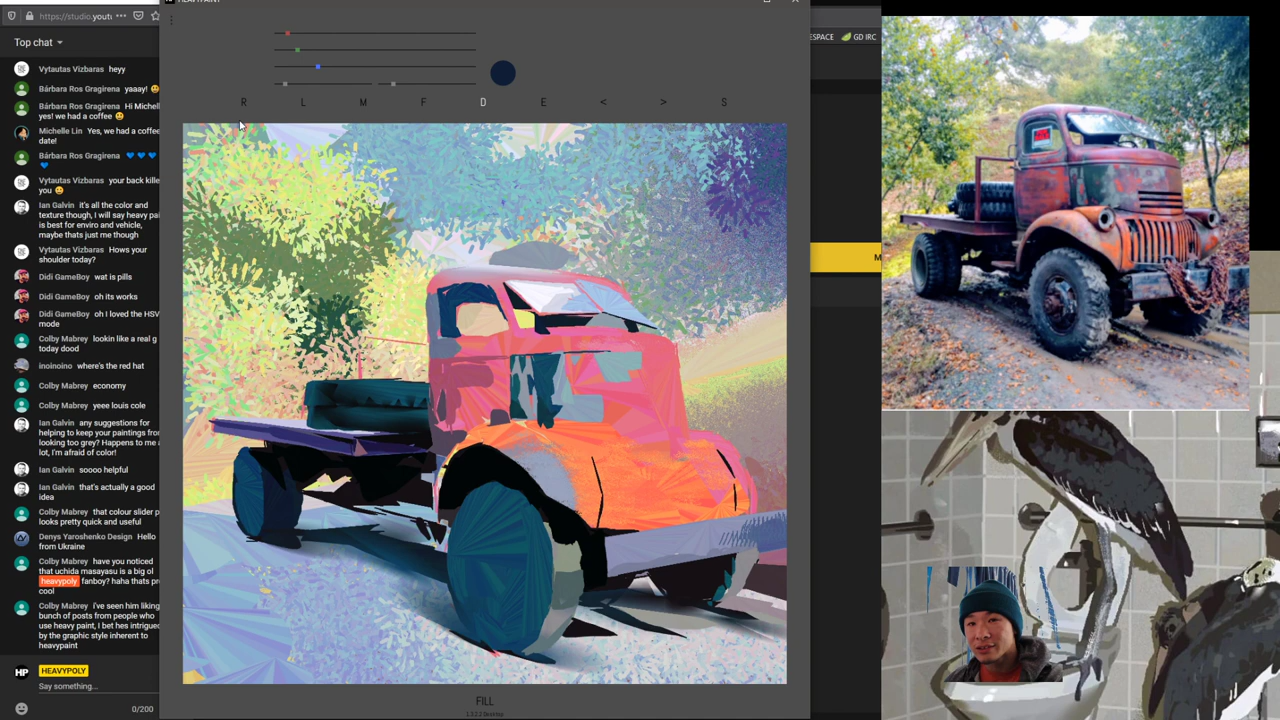 HEAVYPAINT
https://studio.yout
ESPACE
GD IRC
Top chat
Vytautas Vizbaras heyy
Bárbara Ros Gragirena yaaay!
Bárbara Ros Gragirena Hi Michell
yes! we had a coffee
Michelle Lin Yes, we had a coffee
date!
Bárbara Ros Gragirena
Vytautas Vizbaras your back kille
you
Ian Galvin it's all the color and
texture though, I will say heavy pai
is best for enviro and vehicle,
maybe thats just me though
Vytautas Vizbaras Hows your
shoulder today?
Didi GameBoy wat is pills
Didi GameBoy oh its works
Didi GameBoy oh I loved the HSV
mode
Colby Mabrey lookin like a real g
today dood
inoinoino where's the red hat
Colby Mabrey economy
Colby Mabrey yeee louis cole
Ian Galvin any suggestions for
helping to keep your paintings from
looking too grey? Happens to me a
lot, I'm afraid of color!
Ian Galvin soooo helpful
Ian Galvin that's actually a good
idea
Colby Mabrey that colour slider p
looks pretty quick and useful
Denys Yaroshenko Design Hello
from Ukraine
Colby Mabrey have you noticed
that uchida masayasu is a big ol
heavypoly fanboy? haha thats pre
cool
Colby Mabrey i've seen him liking
bunch of posts from people who
use heavy paint, I bet hes intrigued
by the graphic style inherent to
heavypaint
HP HEAVYPOLY
Say something...
0/200
R L M F D E < > S
M
FILL